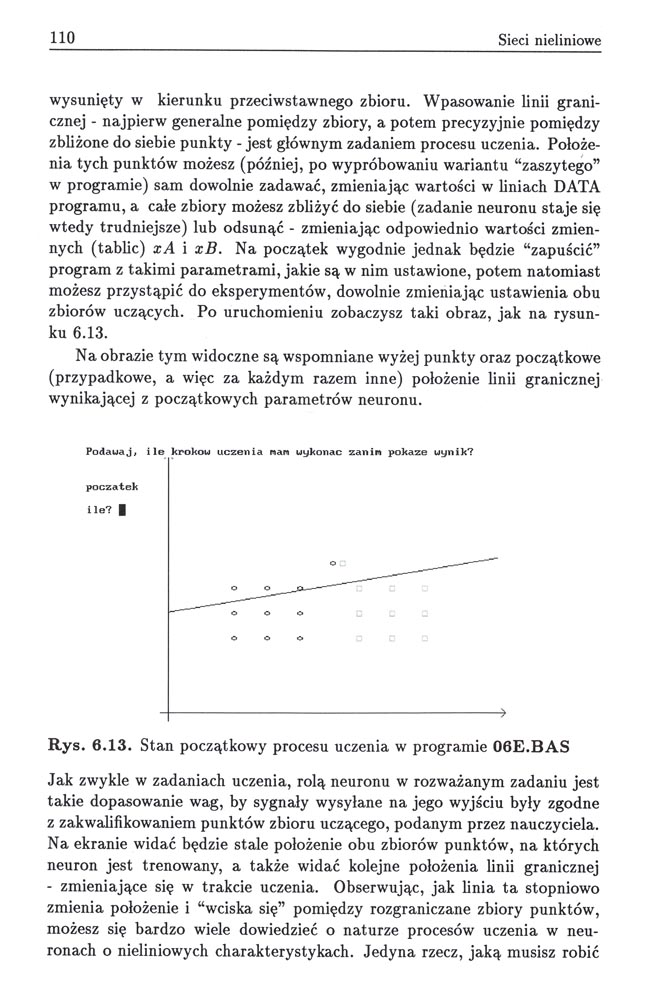 110
Sieci nieliniowe
wysunięty w kierunku przeciwstawnego zbioru. Wpasowanie linii grani-
cznej - najpierw generalne pomiędzy zbiory, a potem precyzyjnie pomiędzy
zbliżone do siebie punkty - jest głównym zadaniem procesu uczenia. Położe-
nia tych punktów możesz (później, po wypróbowaniu wariantu “zaszytego”
w programie) sam dowolnie zadawać, zmieniając wartości w liniach DATA
programu, a całe zbiory możesz zbliżyć do siebie (zadanie neuronu staje się
wtedy trudniejsze) lub odsunąć - zmieniając odpowiednio wartości zmien-
nych (tablic) xA i xB. Na początek wygodnie jednak będzie “zapuścić”
program z takimi parametrami, jakie są w nim ustawione, potem natomiast
możesz przystąpić do eksperymentów, dowolnie zmieniając ustawienia obu
zbiorów uczących. Po uruchomieniu zobaczysz taki obraz, jak na rysun-
ku 6.13.
Na obrazie tym widoczne są wspomniane wyżej punkty oraz początkowe
(przypadkowe, a więc za każdym razem inne) położenie linii granicznej
wynikającej z początkowych parametrów neuronu.
Podawaj, ile krokow uczenia mam wykonac zanim pokaze wynik?
poczatek
ile?
Rys. 6.13. Stan początkowy procesu uczenia w programie 06E.BAS
Jak zwykle w zadaniach uczenia, rolą neuronu w rozważanym zadaniu jest
takie dopasowanie wag, by sygnały wysyłane na jego wyjściu były zgodne
z zakwalifikowaniem punktów zbioru uczącego, podanym przez nauczyciela.
Na ekranie widać będzie stale położenie obu zbiorów punktów, na których
neuron jest trenowany, a także widać kolejne położenia linii granicznej
- zmieniające się w trakcie uczenia. Obserwując, jak linia ta stopniowo
zmienia położenie i “wciska się” pomiędzy rozgraniczane zbiory punktów,
możesz się bardzo wiele dowiedzieć o naturze procesów uczenia w neu-
ronach o nieliniowych charakterystykach. Jedyna rzecz, jaką musisz robić